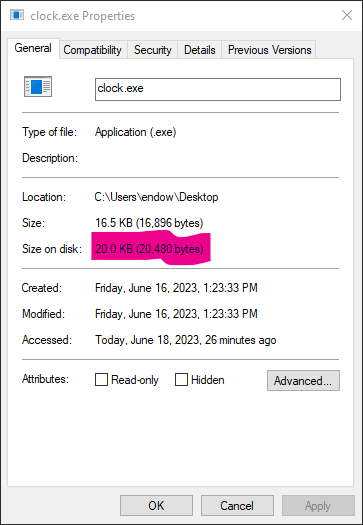 clock.exe Properties
General Compatibility Security Details Previous Versions
clock.exe
Type of file: Application (.exe)
Description:
Location: C:\Users\endow\Desktop
Size: 16.5 KB (16,896 bytes)
Size on disk: 20.0 KB (20,480 bytes)
Created: Friday, June 16, 2023, 1:23:33 PM
Modified: Friday, June 16, 2023, 1:23:33 PM
Accessed: Today, June 18, 2023, 26 minutes ago
Attributes: Read-only Hidden Advanced...
OK Cancel Apply